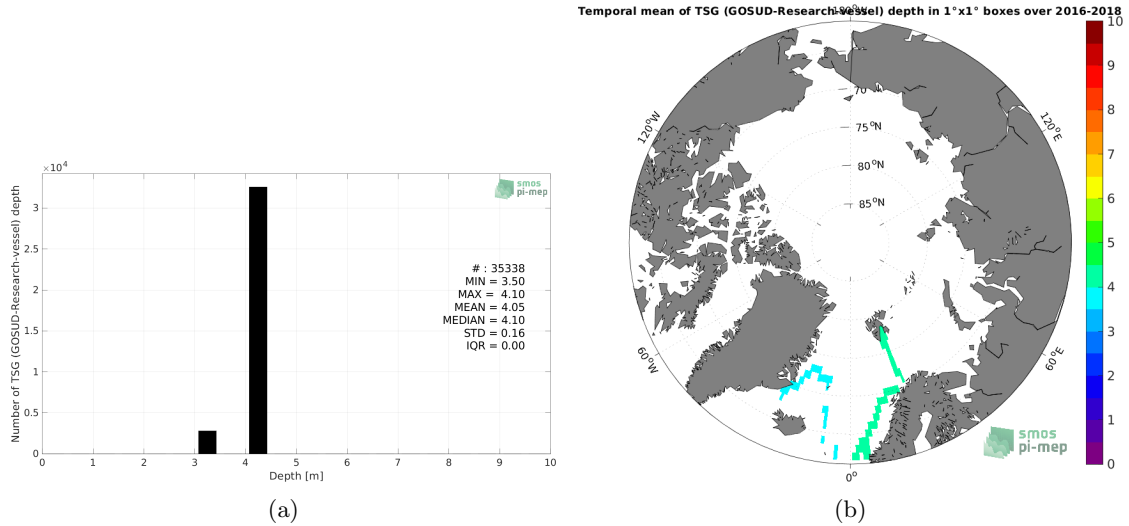 Temporal mean of TSG (GOSUD-Research-vessel) depth in 1°x1° boxes over 2016-2018
×10⁴
Number of TSG (GOSUD-Research-vessel) depth
3
2.5
2
1.5
1
0.5
0
0 1 2 3 4 5 6 7 8 9 10
Depth [m]
smos
pi-mep
# : 35338
MIN = 3.50
MAX = 4.10
MEAN = 4.05
MEDIAN = 4.10
STD = 0.16
IQR = 0.00
(a)
180°W
120°W
120°E
70°N
75°N
80°N
85°N
60°W
60°E
0°
smos
pi-mep
10
9
8
7
6
5
4
3
2
1
0
(b)